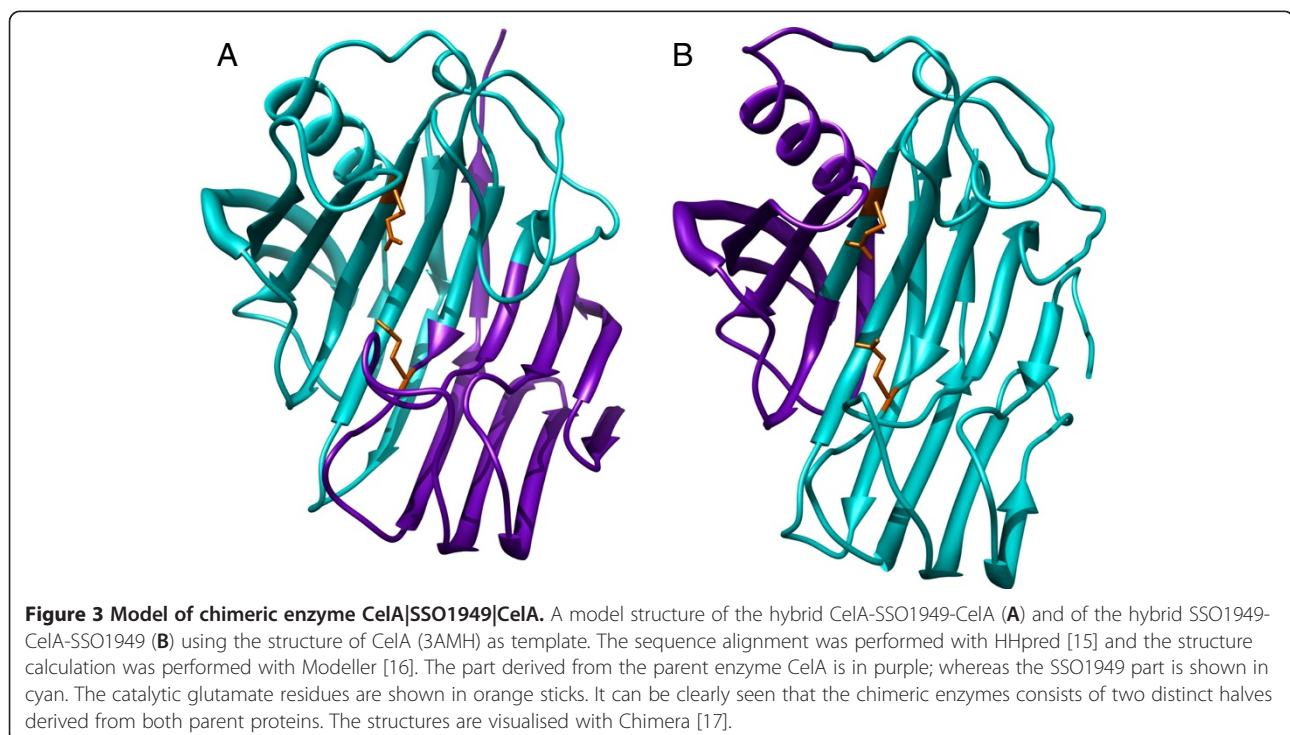 A
B
Figure 3 Model of chimeric enzyme CelA|SSO1949|CelA. A model structure of the hybrid CelA-SSO1949-CelA (A) and of the hybrid SSO1949-
CelA-SSO1949 (B) using the structure of CelA (3AMH) as template. The sequence alignment was performed with HHpred [15] and the structure
calculation was performed with Modeller [16]. The part derived from the parent enzyme CelA is in purple; whereas the SSO1949 part is shown in
cyan. The catalytic glutamate residues are shown in orange sticks. It can be clearly seen that the chimeric enzymes consists of two distinct halves
derived from both parent proteins. The structures are visualised with Chimera [17].